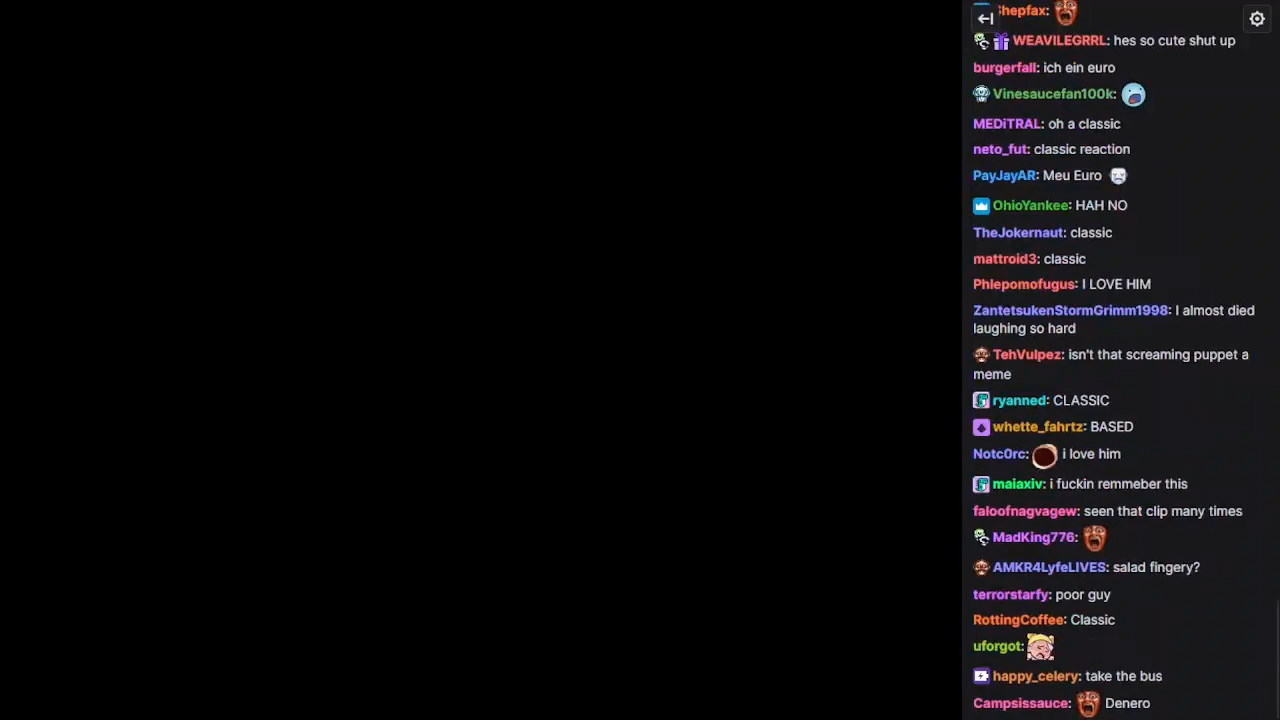 Shepfax:
WEAVILEGRRL: hes so cute shut up
burgerfall: ich ein euro
Vinesaucefan100k:
MEDiTRAL: oh a classic
neto_fut: classic reaction
PayJayAR: Meu Euro
OhioYankee: HAH NO
TheJokernaut: classic
mattroid3: classic
Phlepomofugus: I LOVE HIM
ZantetsukenStormGrimm1998: I almost died
laughing so hard
TehVulpez: isn't that screaming puppet a
meme
ryanned: CLASSIC
whette_fahrtz: BASED
Notc0rc: i love him
maiaxiv: i fuckin remmeber this
faloofnagvagew: seen that clip many times
MadKing776:
AMKR4LyfeLIVES: salad fingery?
terrorstarfy: poor guy
RottingCoffee: Classic
uforgot:
happy_celery: take the bus
Campsissauce: Denero